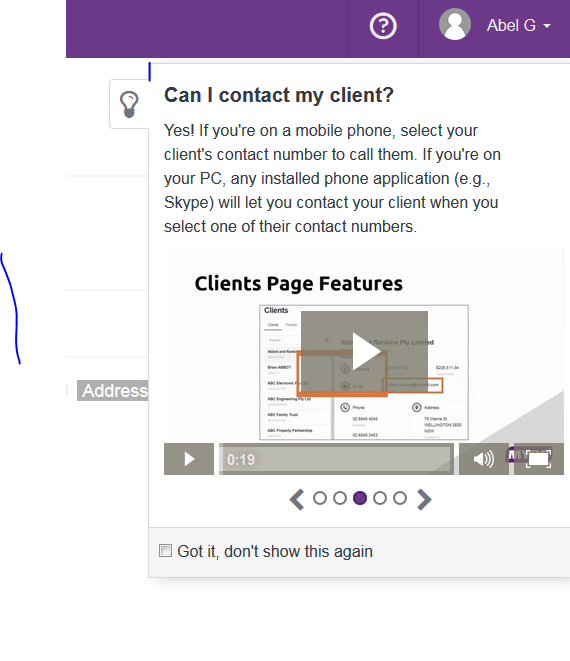 Abel G
Can I contact my client?
Yes! If you're on a mobile phone, select your
client's contact number to call them. If you're on
your PC, any installed phone application (e.g.,
Skype) will let you contact your client when you
select one of their contact numbers.
Clients Page Features
Clients
Clients Portals
Search
Abbot and Rankine Pty Limited
Brian ABBOT
$209,511.34
ABC Electronic Pty Ltd
Email
ABC Engineering Pty Ltd
Phone
Address
ABC Family Trust
02 6845 4645
76 Warne St
WELLINGTON 2820
NSW
ABC Property Partnership
02 6845 3453
Address
0:19
Got it, don't show this again